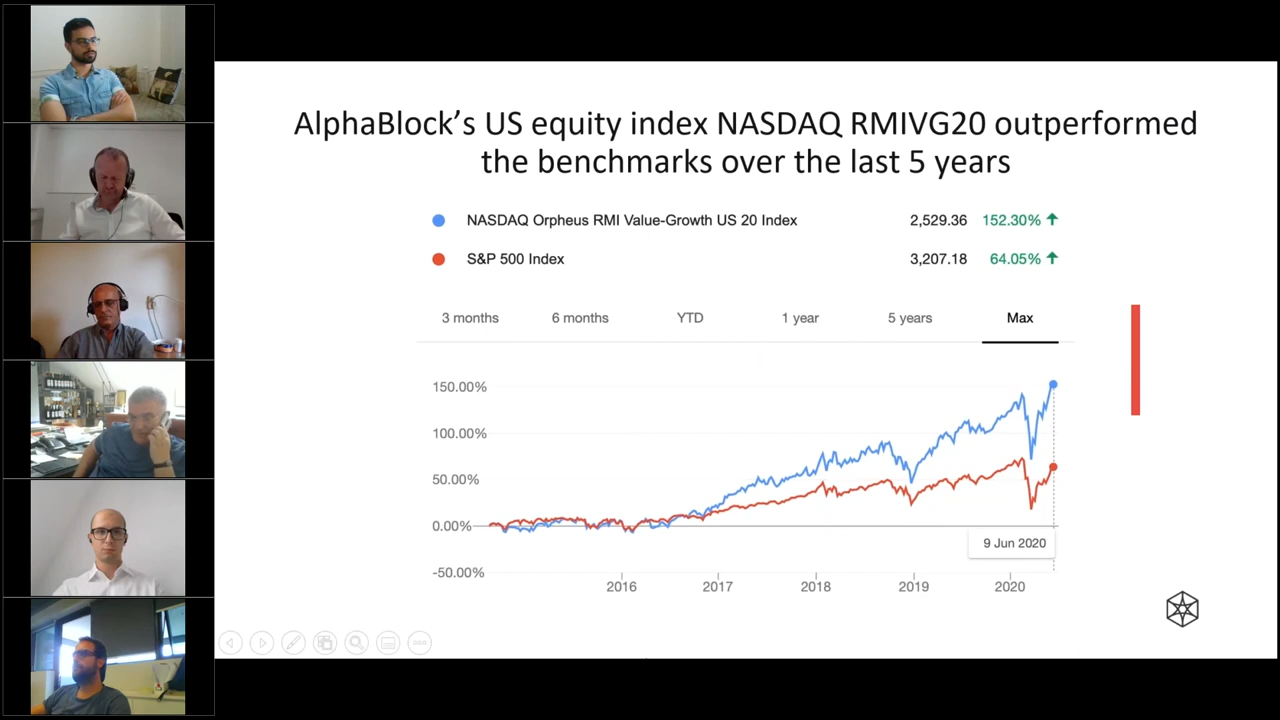 AlphaBlock's US equity index NASDAQ RMIVG20 outperformed
the benchmarks over the last 5 years
NASDAQ Orpheus RMI Value-Growth US 20 Index 2,529.36 152.30%
S&P 500 Index 3,207.18 64.05%
3 months 6 months YTD 1 year 5 years Max
150.00%
100.00%
50.00%
0.00%
9 Jun 2020
-50.00%
2016 2017 2018 2019 2020